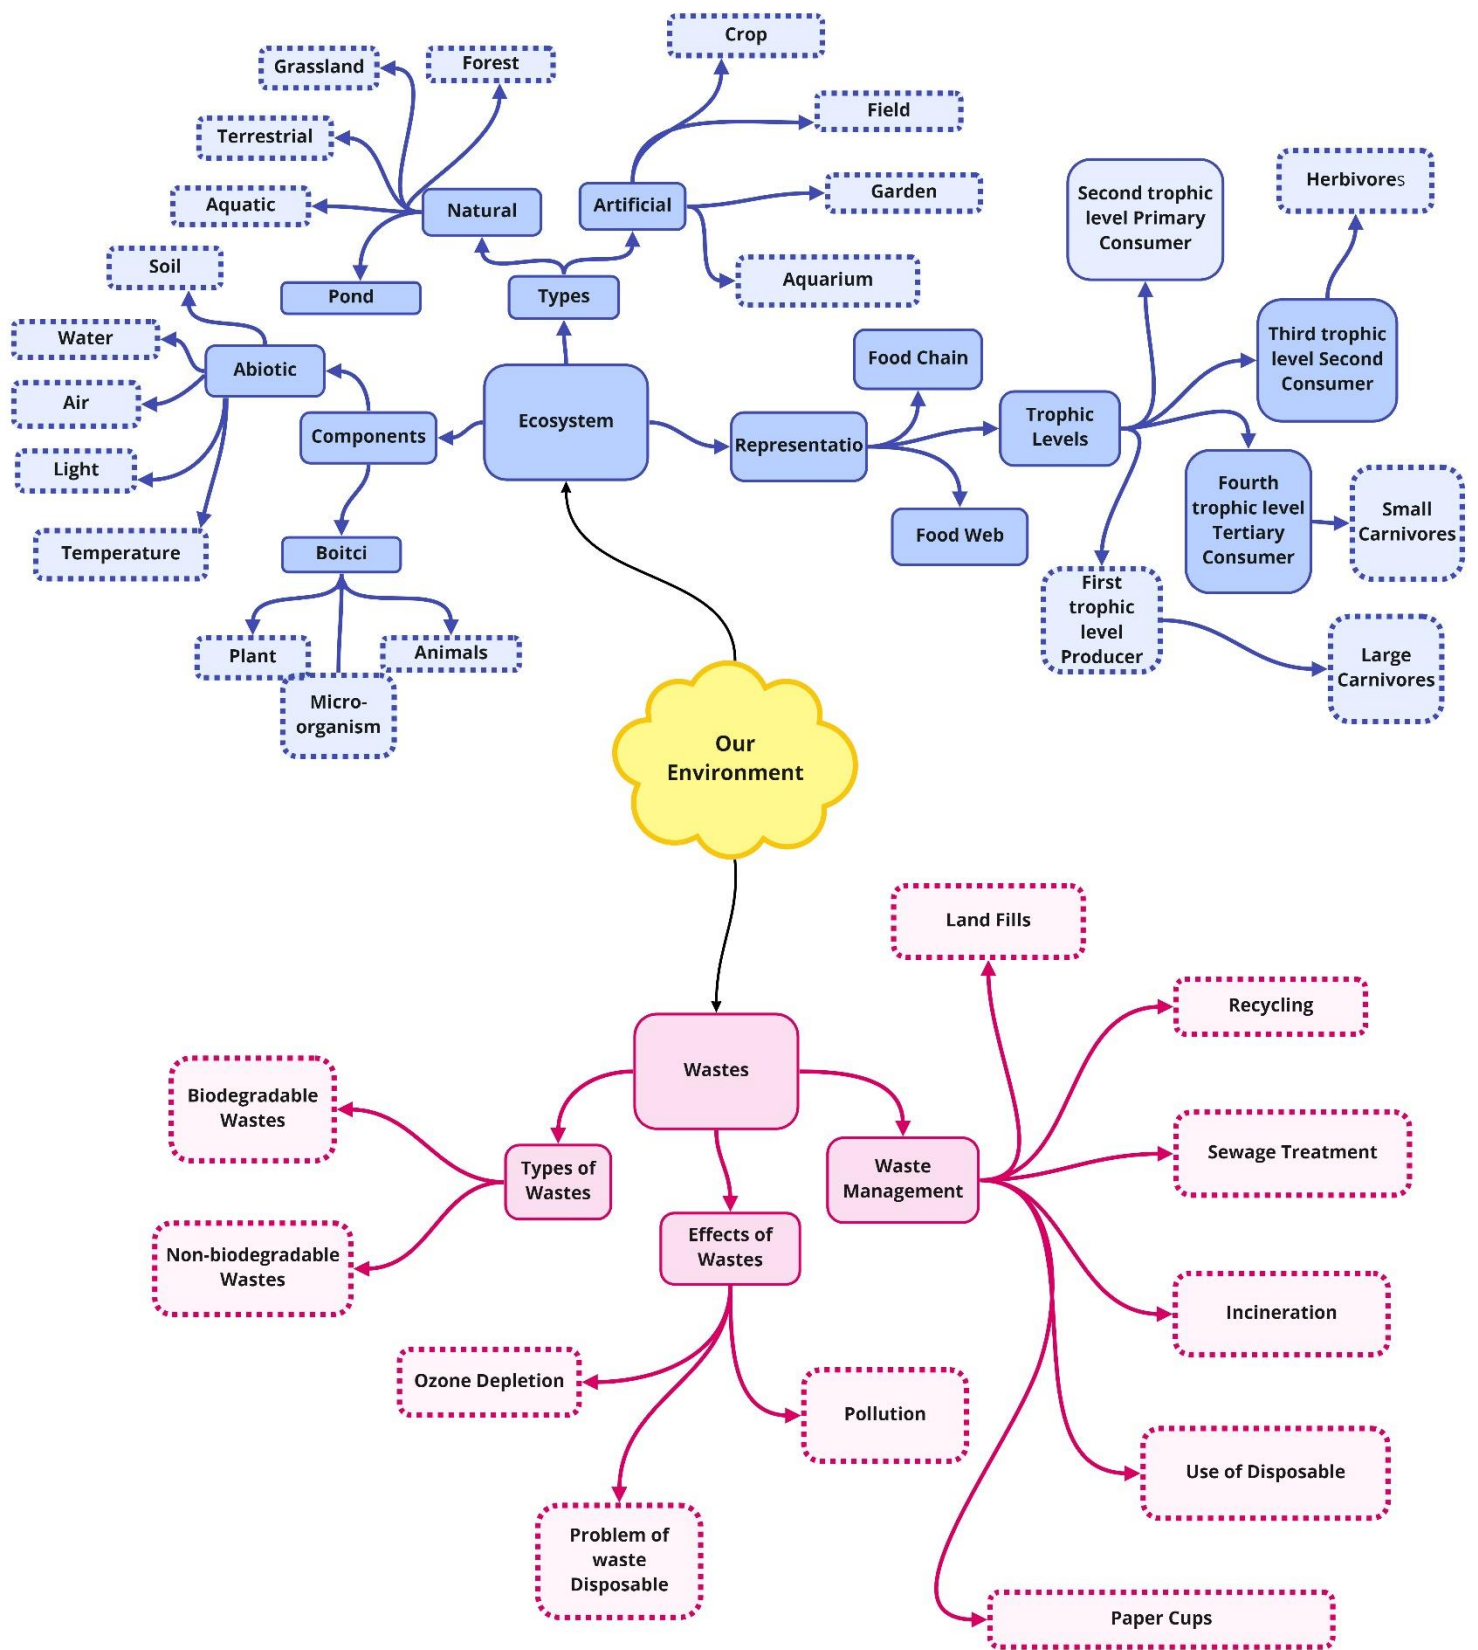 Crop
Grassland
Forest
Field
Terrestrial
Second trophic
level Primary
Consumer
Herbivores
Aquatic
Natural
Artificial
Garden
Soil
Pond
Types
Aquarium
Water
Abiotic
Food Chain
Third trophic
level Second
Consumer
Air
Components
Ecosystem
Representatio
Trophic
Levels
Light
Temperature
Boitci
Food Web
Fourth
trophic level
Tertiary
Consumer
Small
Carnivores
Plant
Animals
Micro-
organism
First
trophic
level
Producer
Large
Carnivores
Our
Environment
Land Fills
Recycling
Wastes
Biodegradable
Wastes
Types of
Wastes
Waste
Management
Sewage Treatment
Non-biodegradable
Wastes
Effects of
Wastes
Incineration
Ozone Depletion
Pollution
Use of Disposable
Problem of
waste
Disposable
Paper Cups